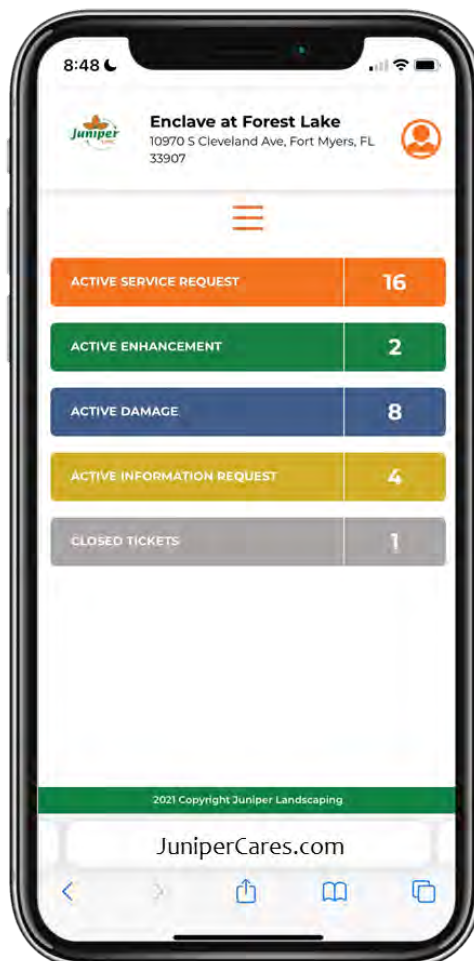 8:48
Juniper
Enclave at Forest Lake
10970 S Cleveland Ave, Fort Myers, FL
33907
ACTIVE SERVICE REQUEST 16
ACTIVE ENHANCEMENT 2
ACTIVE DAMAGE 8
ACTIVE INFORMATION REQUEST 4
CLOSED TICKETS 1
2021 Copyright Juniper Landscaping
JuniperCares.com